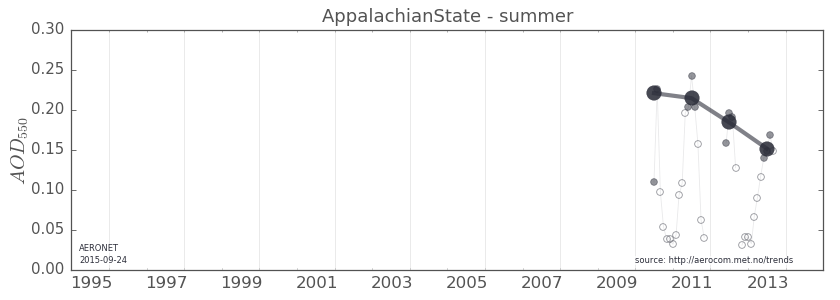 AppalachianState - summer
0.30
0.25
0.20
0.15
0.10
0.05
0.00
AOD550
AERONET
2015-09-24
source: http://aerocom.met.no/trends
1995 1997 1999 2001 2003 2005 2007 2009 2011 2013